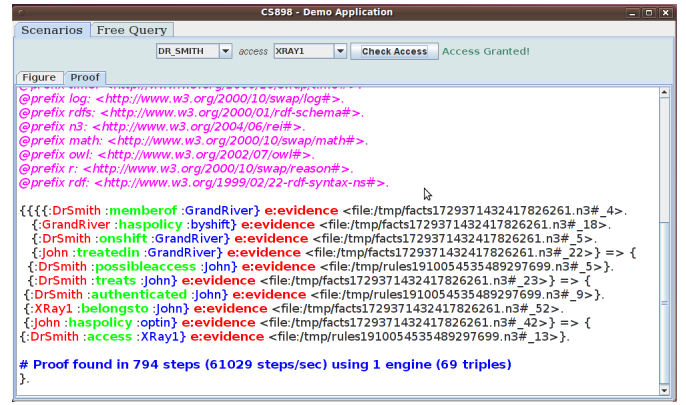 CS898 - Demo Application
Scenarios Free Query
DR_SMITH access XRAY1 Check Access Access Granted!
Figure Proof
@prefix log: <http://www.w3.org/2000/10/swap/log#>.
@prefix rdfs: <http://www.w3.org/2000/01/rdf-schema#>.
@prefix n3: <http://www.w3.org/2004/06/rei#>.
@prefix math: <http://www.w3.org/2000/10/swap/math#>.
@prefix owl: <http://www.w3.org/2002/07/owl#>.
@prefix r: <http://www.w3.org/2000/10/swap/reason#>.
@prefix rdf: <http://www.w3.org/1999/02/22-rdf-syntax-ns#>.
{{{{:DrSmith :memberof :GrandRiver} e:evidence <file:/tmp/facts1729371432417826261.n3#_4>.
{:GrandRiver :haspolicy :byshift} e:evidence <file:/tmp/facts1729371432417826261.n3#_18>.
{:DrSmith :onshift :GrandRiver} e:evidence <file:/tmp/facts1729371432417826261.n3#_5>.
{:John :treatedin :GrandRiver} e:evidence <file:/tmp/facts1729371432417826261.n3#_22>} => {
{:DrSmith :possibleaccess :John} e:evidence <file:/tmp/rules1910054535489297699.n3#_5>}.
{:DrSmith :treats :John} e:evidence <file:/tmp/facts1729371432417826261.n3#_23>} => {
{:DrSmith :authenticated :John} e:evidence <file:/tmp/rules1910054535489297699.n3#_9>}.
{:XRay1 :belongsto :John} e:evidence <file:/tmp/facts1729371432417826261.n3#_52>.
{:John :haspolicy :optin} e:evidence <file:/tmp/facts1729371432417826261.n3#_42>} => {
{:DrSmith :access :XRay1} e:evidence <file:/tmp/rules1910054535489297699.n3#_13>}.
# Proof found in 794 steps (61029 steps/sec) using 1 engine (69 triples)
}.